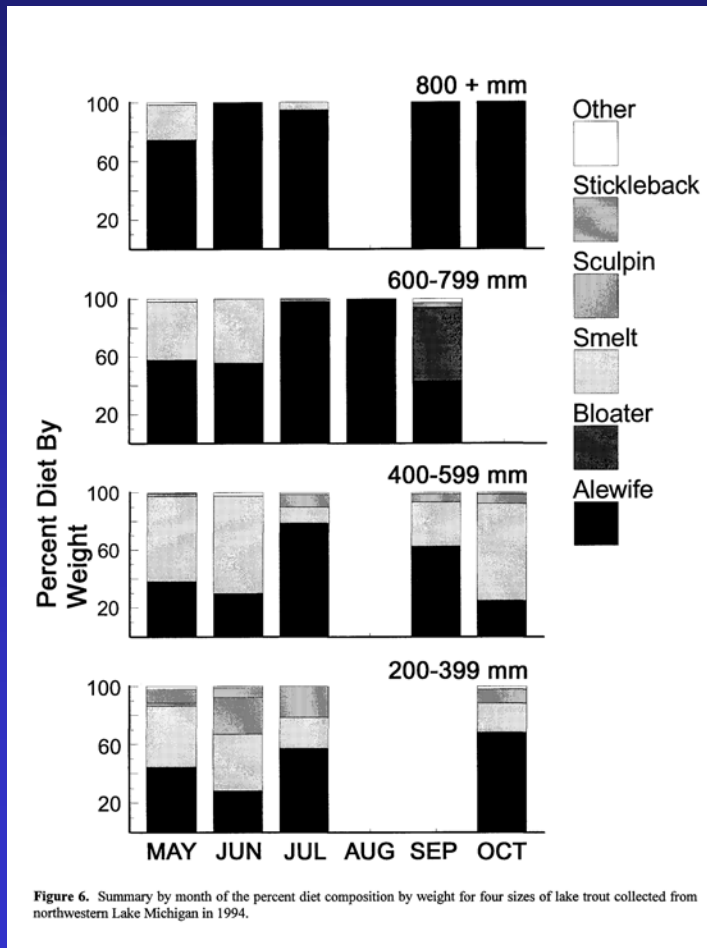 800 + mm
100
60
20
Other
Stickleback
Sculpin
Smelt
Bloater
Alewife
600-799 mm
100
60
20
400-599 mm
100
60
20
200-399 mm
100
60
20
Percent Diet By
Weight
MAY JUN JUL AUG SEP OCT
Figure 6. Summary by month of the percent diet composition by weight for four sizes of lake trout collected from
northwestern Lake Michigan in 1994.